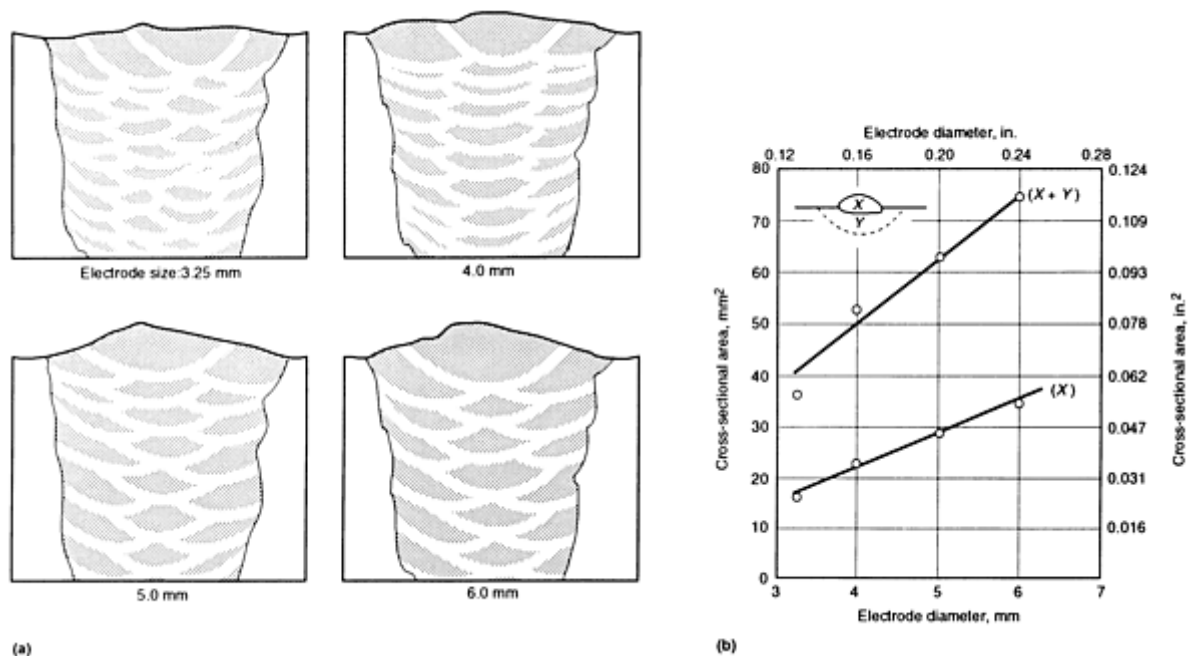 Electrode size:3.25 mm
4.0 mm
5.0 mm
6.0 mm
(a)
Electrode diameter, in.
0.12 0.16 0.20 0.24 0.28
80 0.124
70 0.109
60 0.093
50 0.078
40 0.062
30 0.047
20 0.031
10 0.016
0
3 4 5 6 7
Cross-sectional area, mm²
Cross-sectional area, in.²
X
Y
(X + Y)
(X)
Electrode diameter, mm
(b)